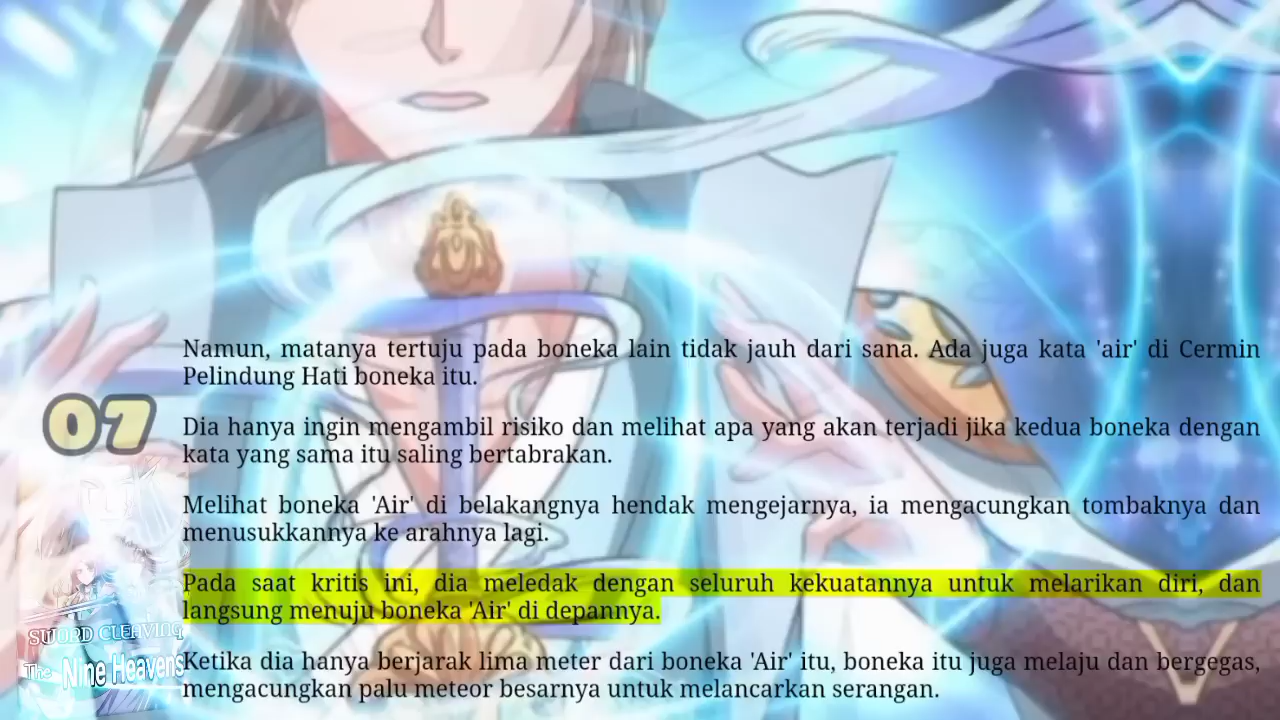 Namun, matanya tertuju pada boneka lain tidak jauh dari sana. Ada juga kata 'air' di Cermin
Pelindung Hati boneka itu.
07
Dia hanya ingin mengambil risiko dan melihat apa yang akan terjadi jika kedua boneka dengan
kata yang sama itu saling bertabrakan.
Melihat boneka 'Air' di belakangnya hendak mengejarnya, ia mengacungkan tombaknya dan
menusukkannya ke arahnya lagi.
Pada saat kritis ini, dia meledak dengan seluruh kekuatannya untuk melarikan diri, dan
langsung menuju boneka 'Air' di depannya.
SWORD CLEAVING
The Nine Heavens
Ketika dia hanya berjarak lima meter dari boneka 'Air' itu, boneka itu juga melaju dan bergegas,
mengacungkan palu meteor besarnya untuk melancarkan serangan.